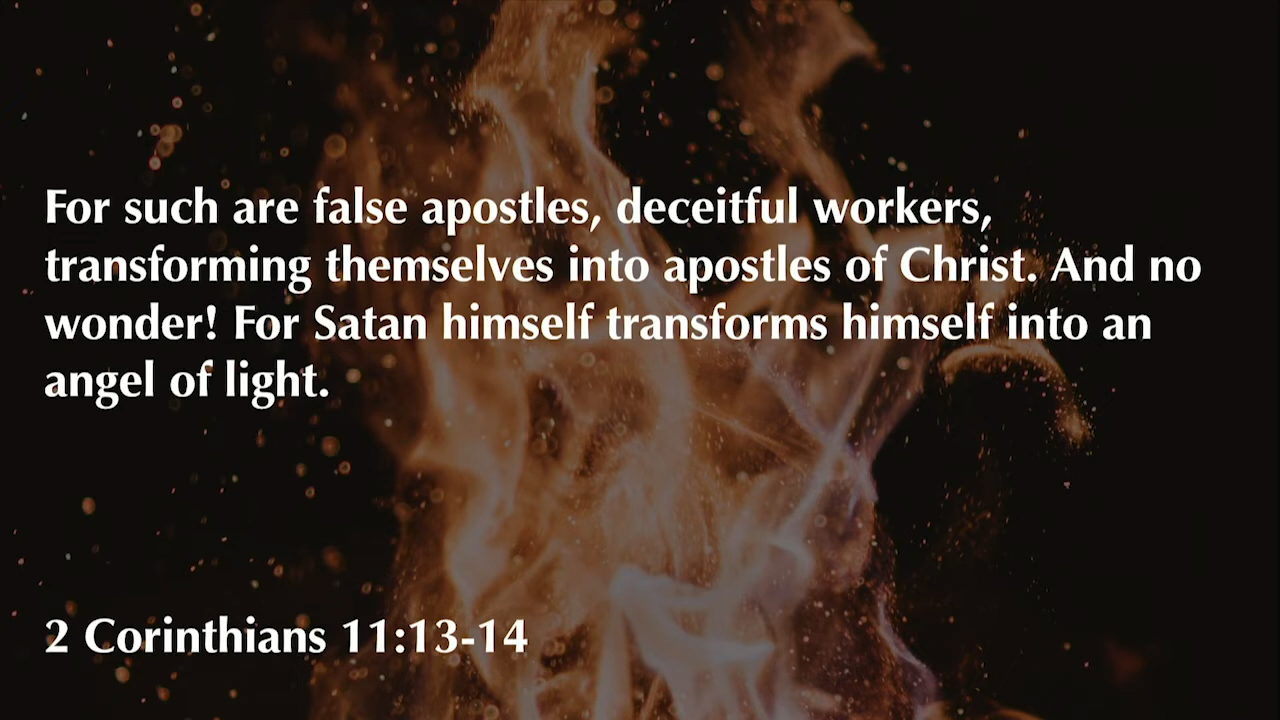 For such are false apostles, deceitful workers,
transforming themselves into apostles of Christ. And no
wonder! For Satan himself transforms himself into an
angel of light.
2 Corinthians 11:13-14